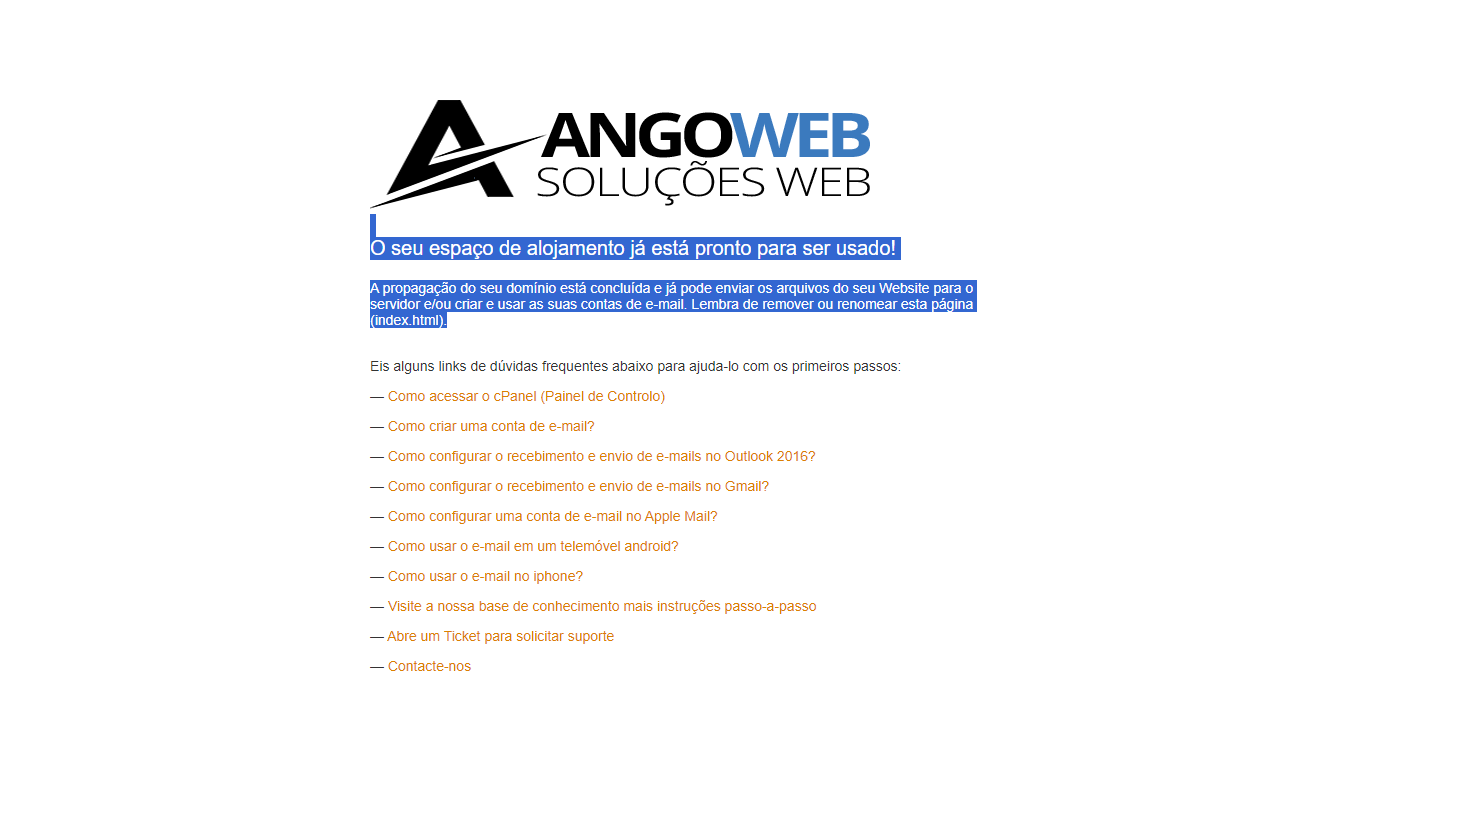 ANGOWEB
SOLUÇÕES WEB
O seu espaço de alojamento já está pronto para ser usado!
A propagação do seu domínio está concluída e já pode enviar os arquivos do seu Website para o
servidor e/ou criar e usar as suas contas de e-mail. Lembra de remover ou renomear esta página
(index.html).
Eis alguns links de dúvidas frequentes abaixo para ajuda-lo com os primeiros passos:
— Como acessar o cPanel (Painel de Controlo)
— Como criar uma conta de e-mail?
— Como configurar o recebimento e envio de e-mails no Outlook 2016?
— Como configurar o recebimento e envio de e-mails no Gmail?
— Como configurar uma conta de e-mail no Apple Mail?
— Como usar o e-mail em um telemóvel android?
— Como usar o e-mail no iphone?
— Visite a nossa base de conhecimento mais instruções passo-a-passo
— Abre um Ticket para solicitar suporte
— Contacte-nos